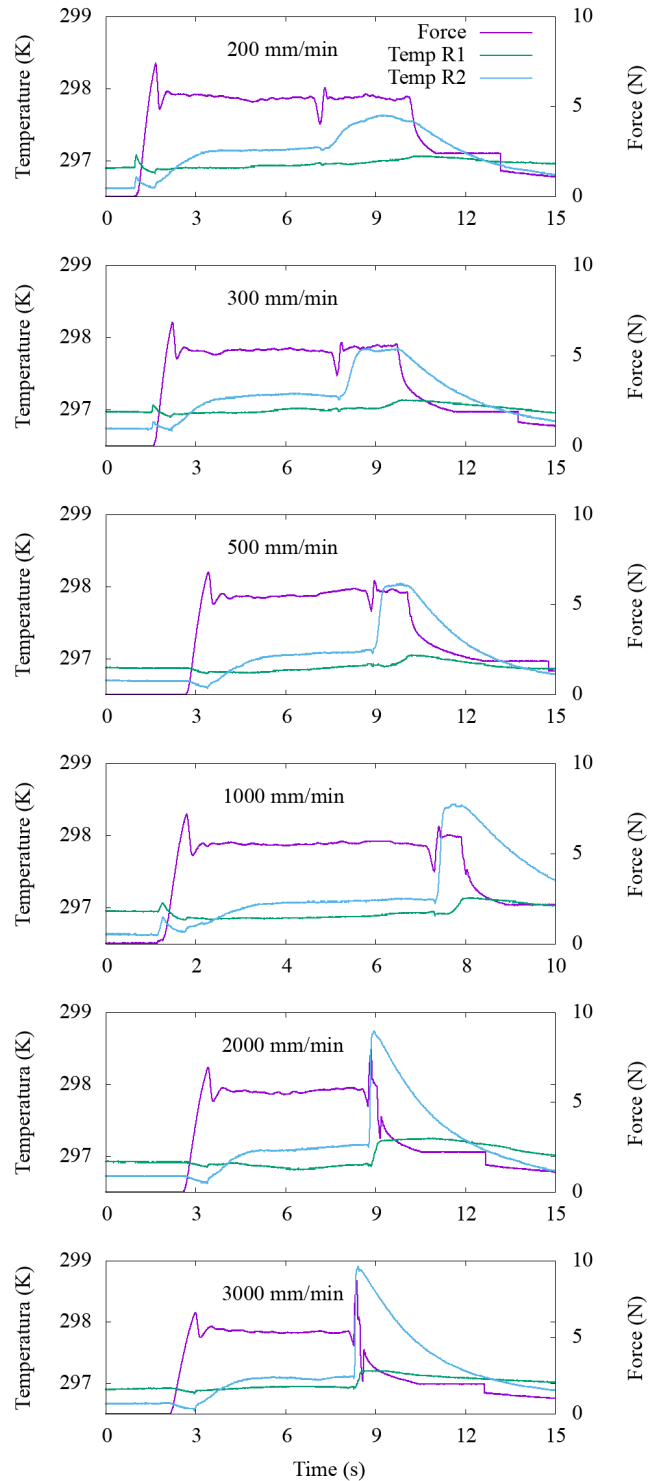 299 10
200 mm/min Force
Temp R1
298 Temp R2
5
297
0
0 3 6 9 12 15
Temperature (K)
Force (N)
299 10
300 mm/min
298
5
297
0
0 3 6 9 12 15
Temperature (K)
Force (N)
299 10
500 mm/min
298
5
297
0
0 3 6 9 12 15
Temperature (K)
Force (N)
299 10
1000 mm/min
298
5
297
0
0 2 4 6 8 10
Temperature (K)
Force (N)
299 10
2000 mm/min
298
5
297
0
0 3 6 9 12 15
Temperatura (K)
Force (N)
299 10
3000 mm/min
298
5
297
0
0 3 6 9 12 15
Temperatura (K)
Force (N)
Time (s)